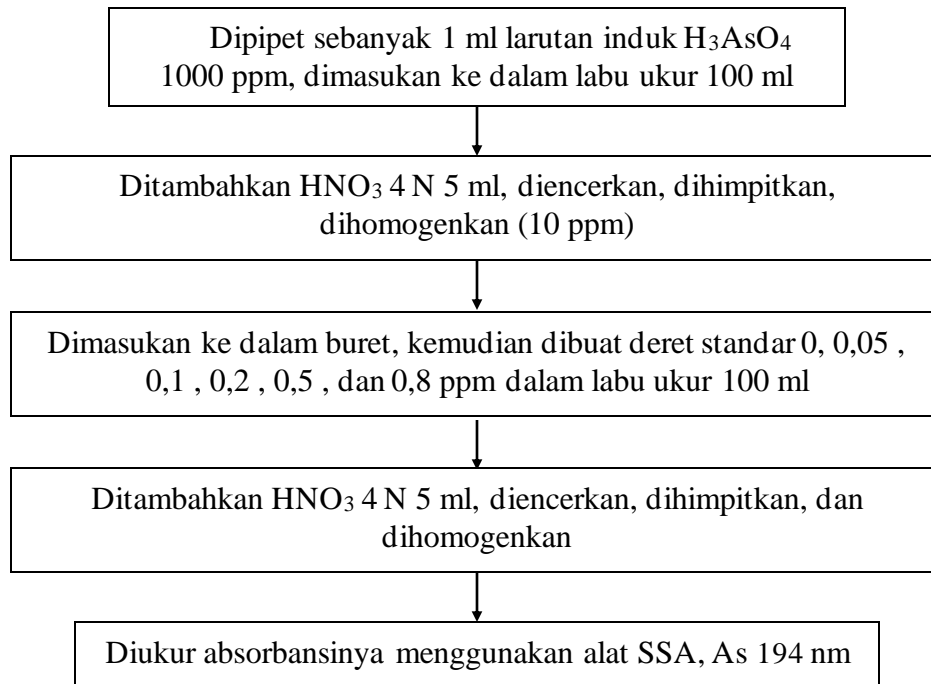 Dipipet sebanyak 1 ml larutan induk H₃AsO₄
1000 ppm, dimasukan ke dalam labu ukur 100 ml
Ditambahkan HNO₃ 4 N 5 ml, diencerkan, dihimpitkan,
dihomogenkan (10 ppm)
Dimasukan ke dalam buret, kemudian dibuat deret standar 0, 0,05 ,
0,1 , 0,2 , 0,5 , dan 0,8 ppm dalam labu ukur 100 ml
Ditambahkan HNO₃ 4 N 5 ml, diencerkan, dihimpitkan, dan
dihomogenkan
Diukur absorbansinya menggunakan alat SSA, As 194 nm